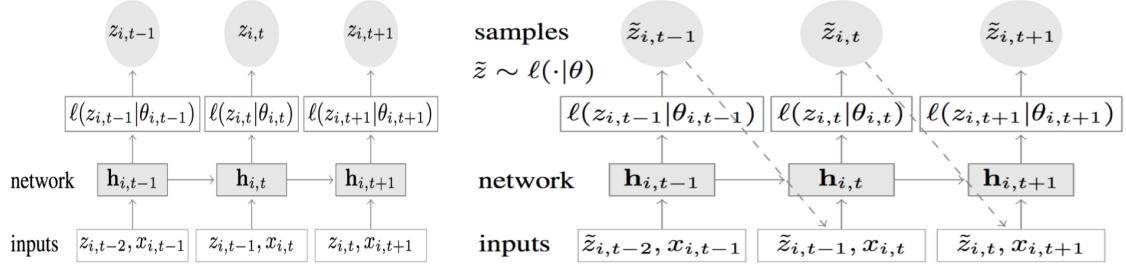 z_{i,t−1} z_{i,t} z_{i,t+1}
ℓ(z_{i,t−1}|θ_{i,t−1}) ℓ(z_{i,t}|θ_{i,t}) ℓ(z_{i,t+1}|θ_{i,t+1})
network h_{i,t−1} h_{i,t} h_{i,t+1}
inputs z_{i,t−2}, x_{i,t−1} z_{i,t−1}, x_{i,t} z_{i,t}, x_{i,t+1}
samples z̃_{i,t−1} z̃_{i,t} z̃_{i,t+1}
z̃ ∼ ℓ(·|θ)
ℓ(z_{i,t−1}|θ_{i,t−1}) ℓ(z_{i,t}|θ_{i,t}) ℓ(z_{i,t+1}|θ_{i,t+1})
network h_{i,t−1} h_{i,t} h_{i,t+1}
inputs z̃_{i,t−2}, x_{i,t−1} z̃_{i,t−1}, x_{i,t} z̃_{i,t}, x_{i,t+1}